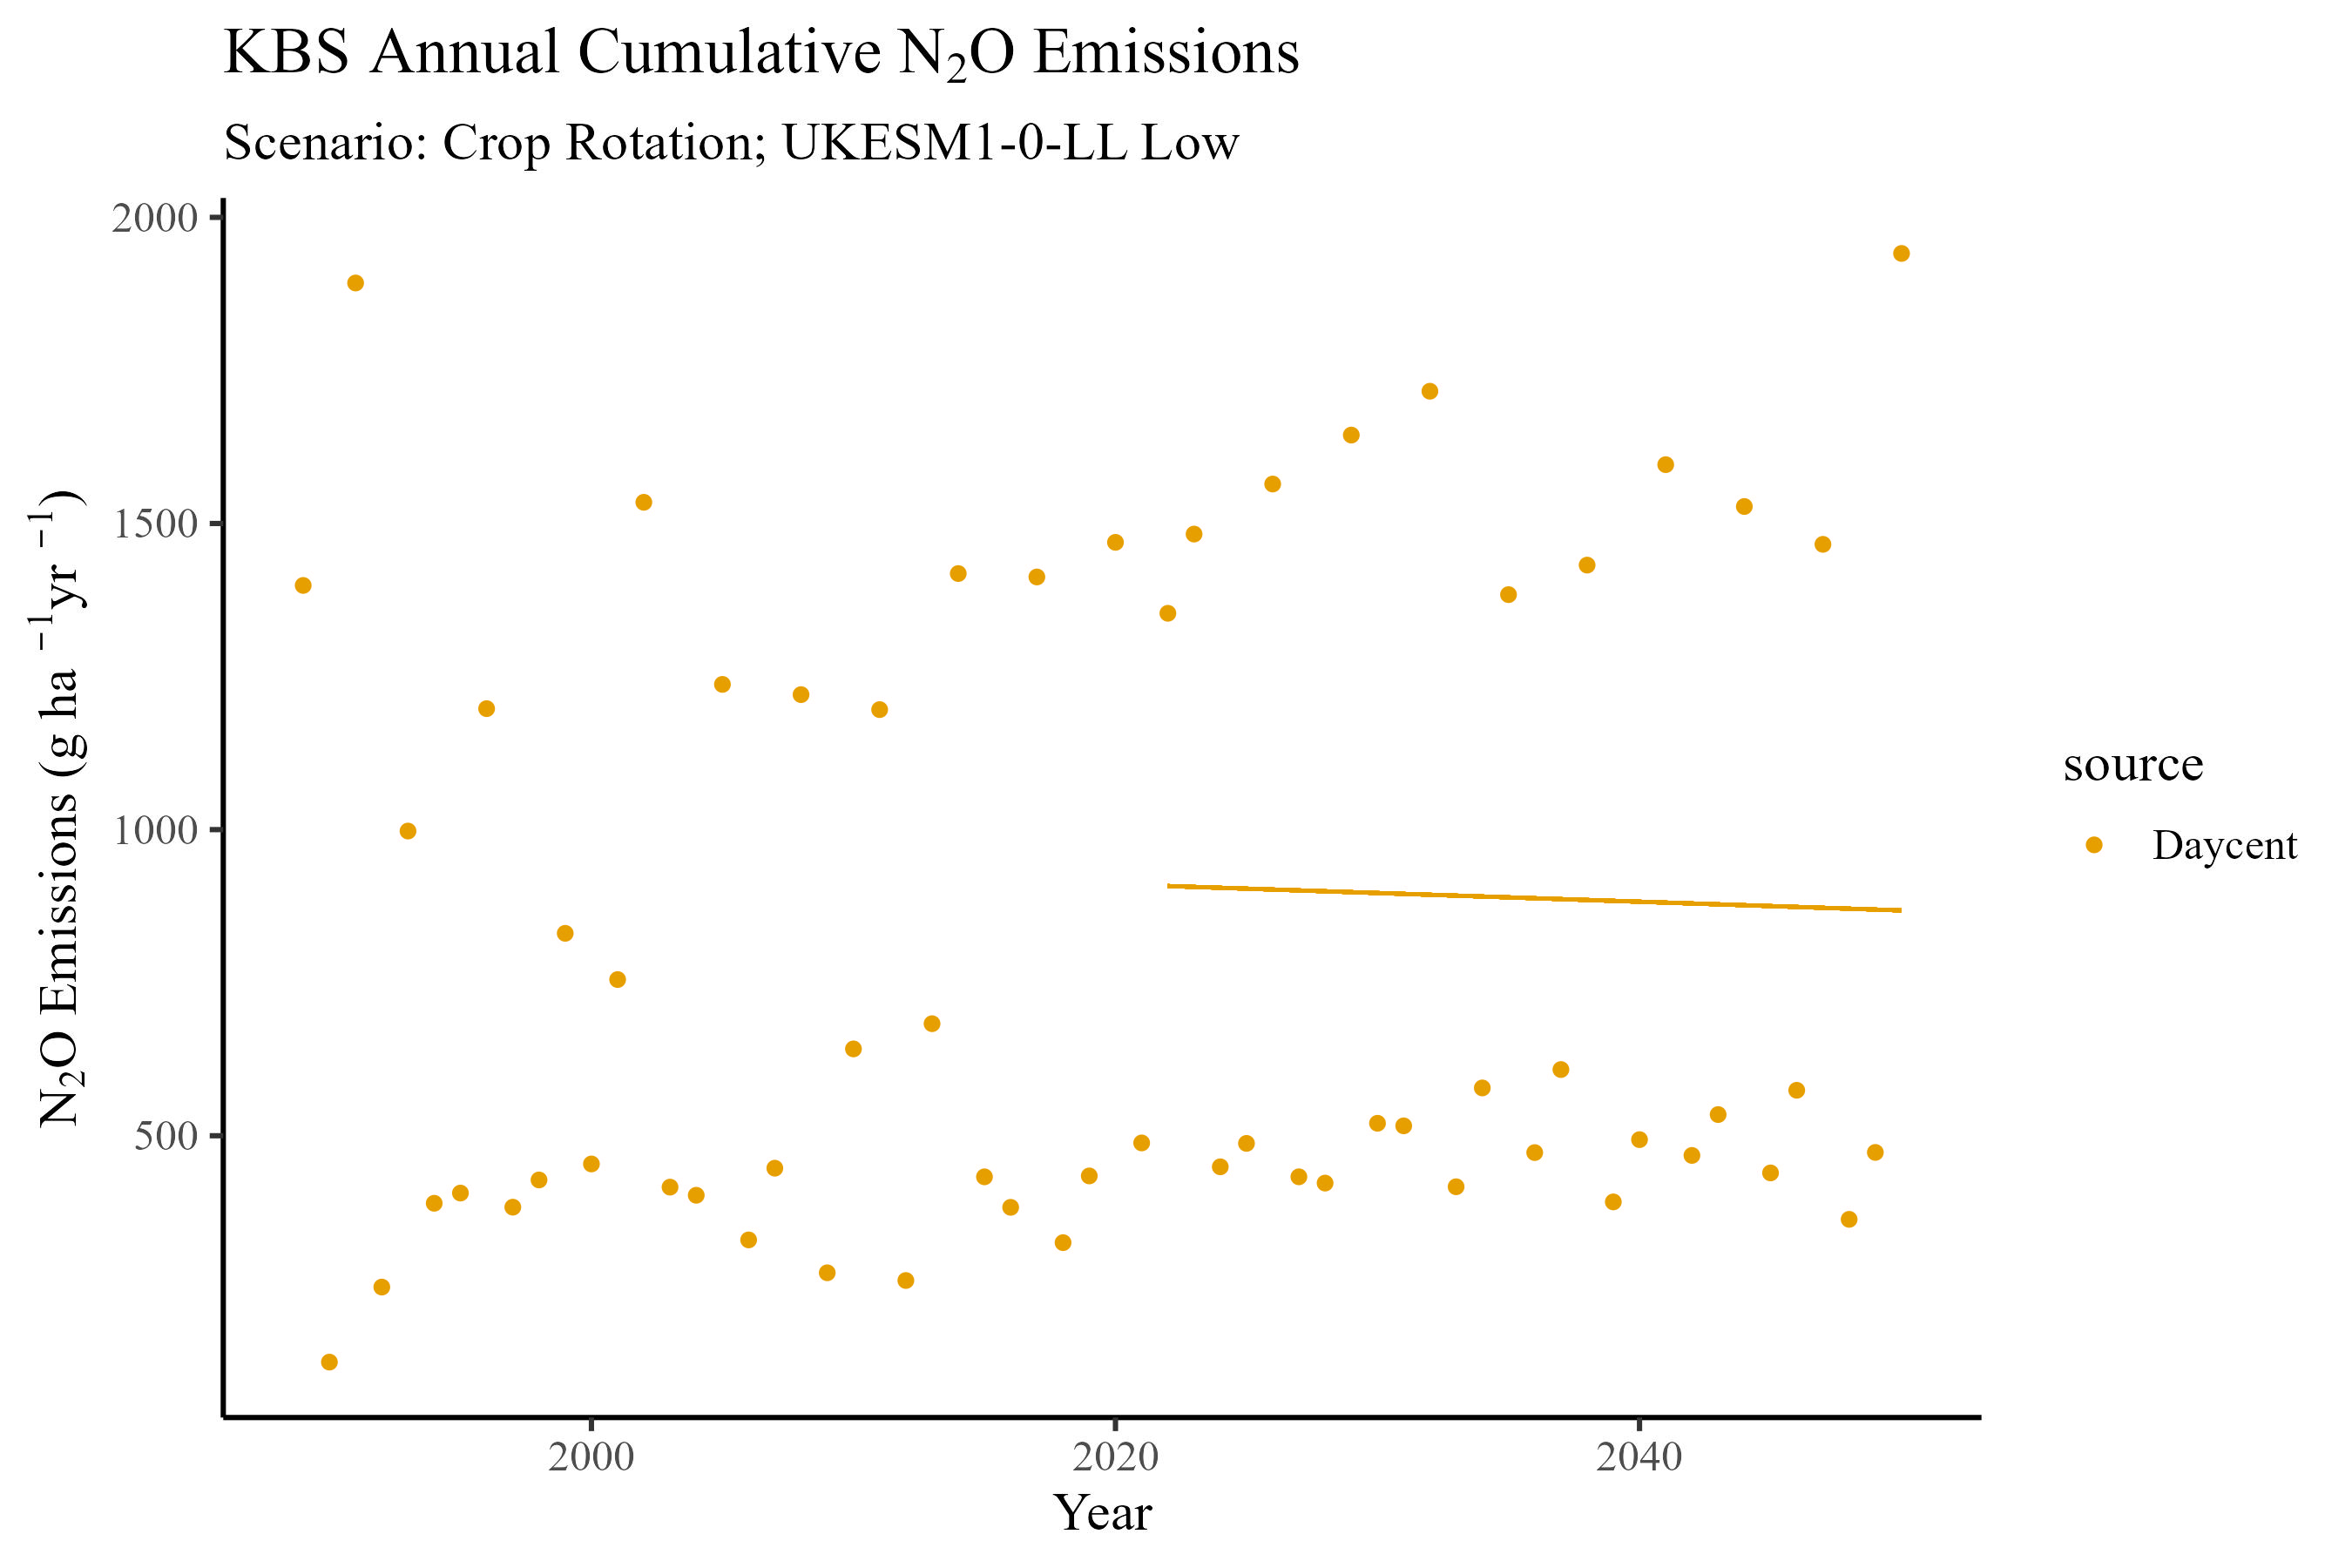 KBS Annual Cumulative N₂O Emissions
Scenario: Crop Rotation; UKESM1-0-LL Low
N₂O Emissions (g ha ⁻¹yr ⁻¹)
2000
1500
1000
500
2000
2020
2040
Year
source
Daycent